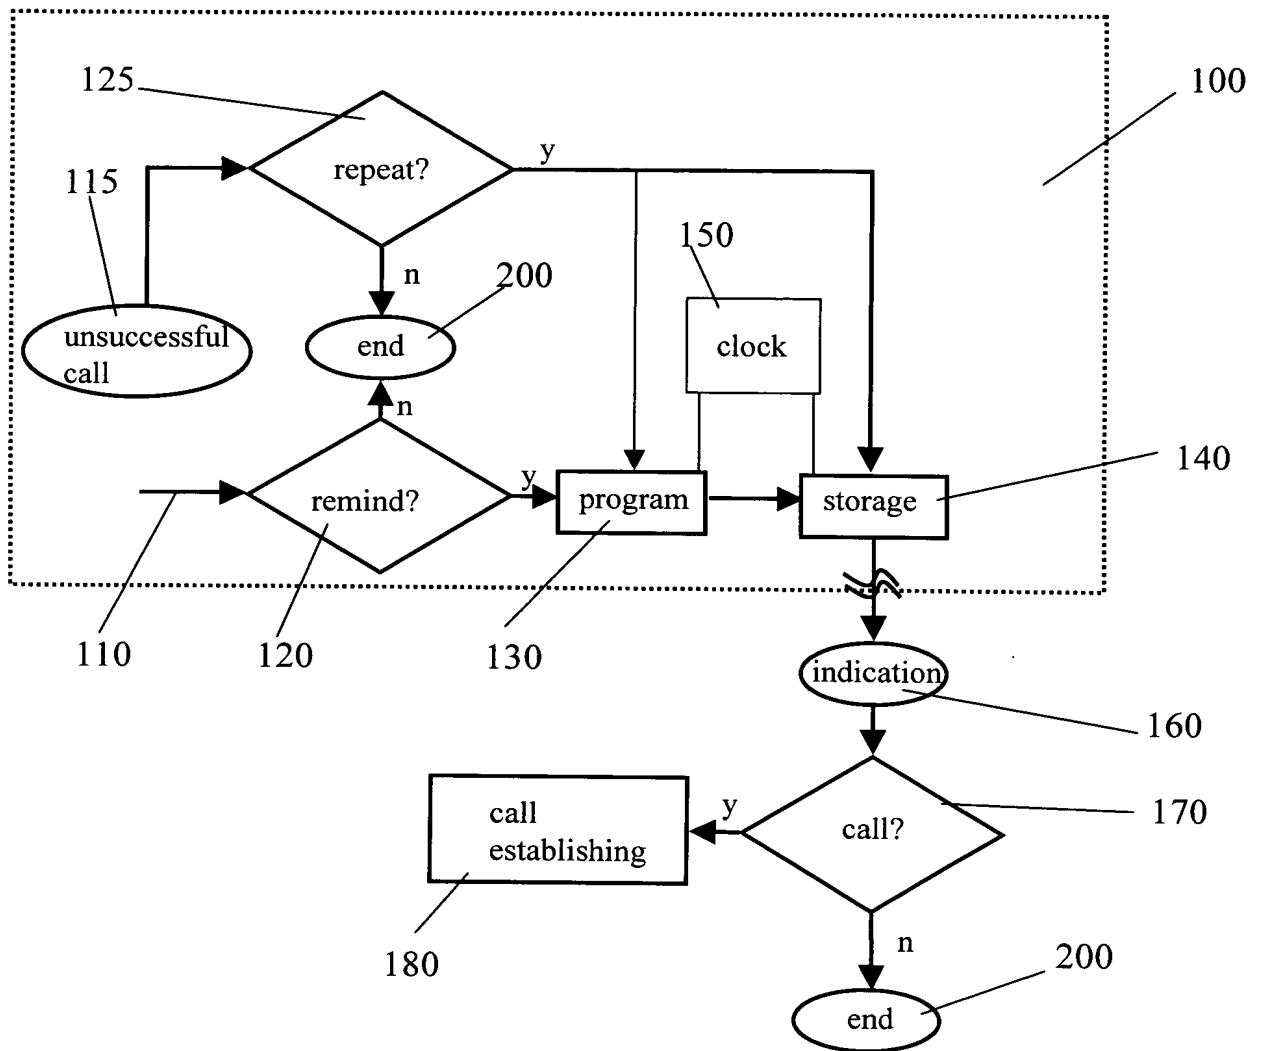 125
100
y
repeat?
115
150
n
200
unsuccessful
call
end
clock
n
y
140
remind?
program
storage
110
120
130
indication
160
call
establishing
y
call?
170
n
180
200
end